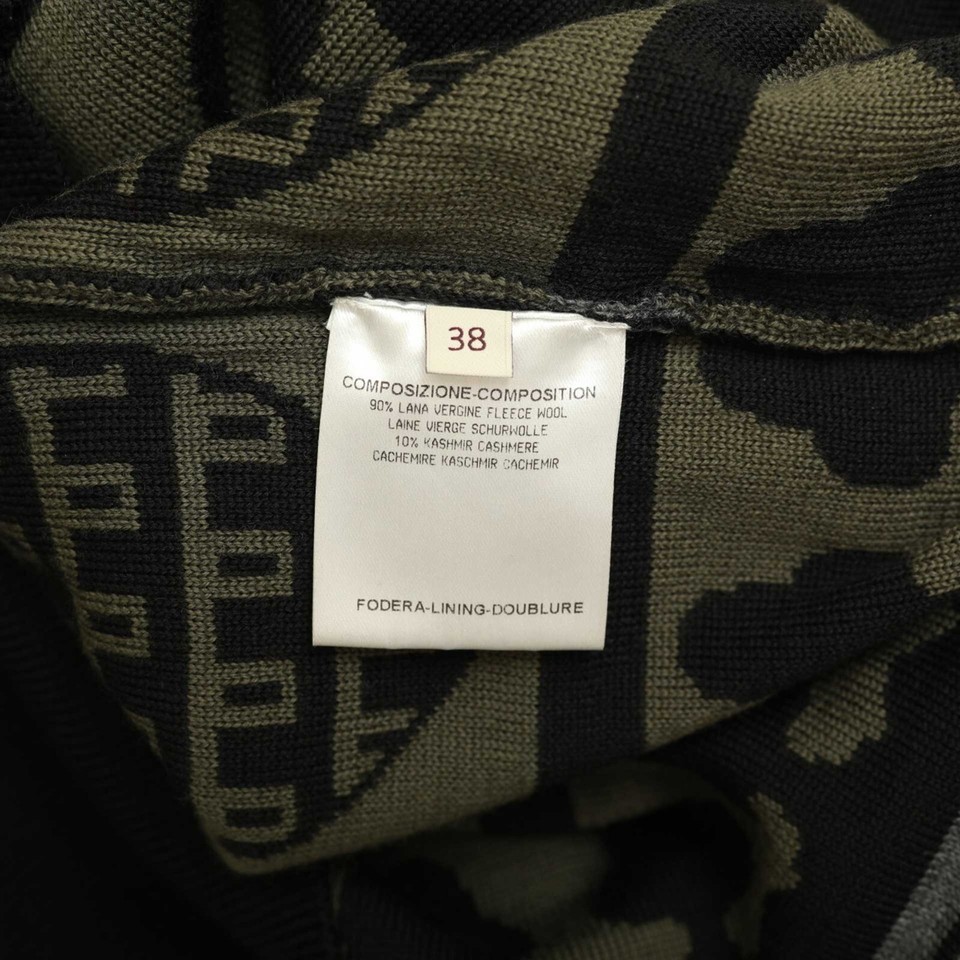 38
COMPOSIZIONE-COMPOSITION
90% LANA VERGINE FLEECE WOOL
LAINE VIERGE SCHURWOLLE
10% KASHMIR CASHMERE
CACHEMIRE KASCHMIR CACHEMIR
FODERA-LINING-DOUBLURE